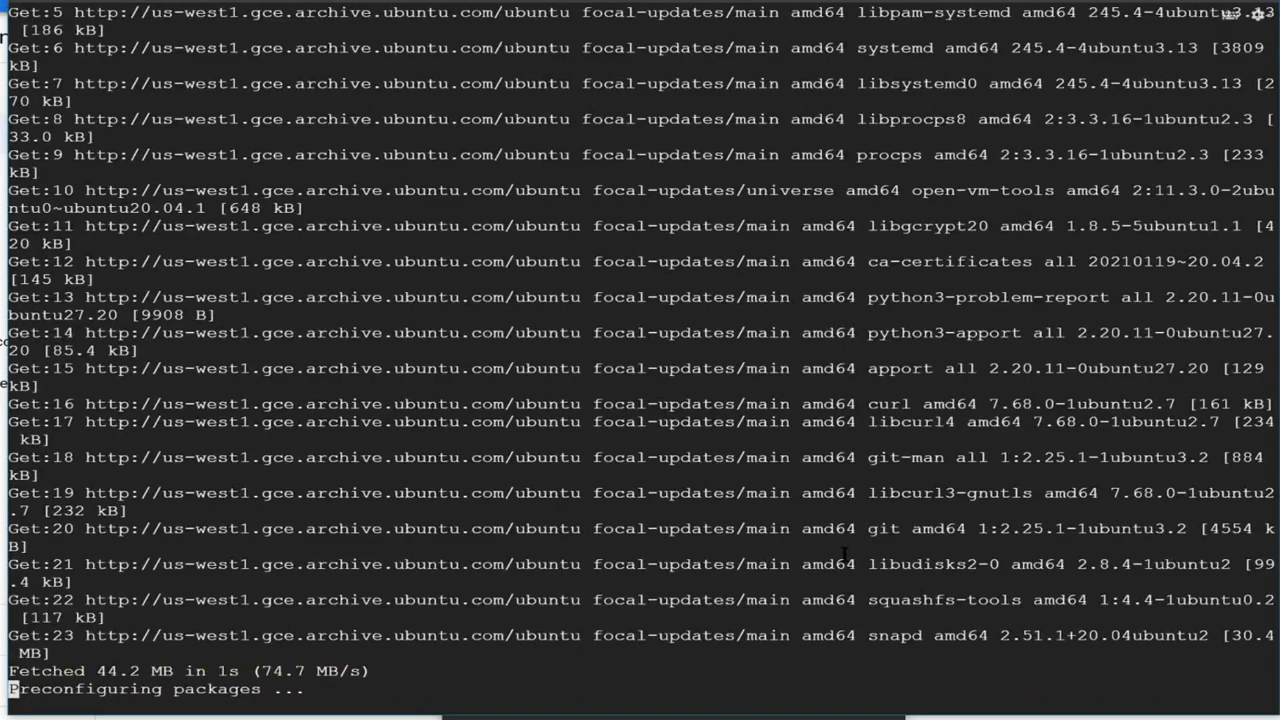 Get:5 http://us-west1.gce.archive.ubuntu.com/ubuntu focal-updates/main amd64 libpam-systemd amd64 245.4-4ubuntu3.13
 [186 kB]
Get:6 http://us-west1.gce.archive.ubuntu.com/ubuntu focal-updates/main amd64 systemd amd64 245.4-4ubuntu3.13 [3809
kB]
Get:7 http://us-west1.gce.archive.ubuntu.com/ubuntu focal-updates/main amd64 libsystemd0 amd64 245.4-4ubuntu3.13 [2
70 kB]
Get:8 http://us-west1.gce.archive.ubuntu.com/ubuntu focal-updates/main amd64 libprocps8 amd64 2:3.3.16-1ubuntu2.3 [
33.0 kB]
Get:9 http://us-west1.gce.archive.ubuntu.com/ubuntu focal-updates/main amd64 procps amd64 2:3.3.16-1ubuntu2.3 [233
kB]
Get:10 http://us-west1.gce.archive.ubuntu.com/ubuntu focal-updates/universe amd64 open-vm-tools amd64 2:11.3.0-2ubu
ntu0~ubuntu20.04.1 [648 kB]
Get:11 http://us-west1.gce.archive.ubuntu.com/ubuntu focal-updates/main amd64 libgcrypt20 amd64 1.8.5-5ubuntu1.1 [4
20 kB]
Get:12 http://us-west1.gce.archive.ubuntu.com/ubuntu focal-updates/main amd64 ca-certificates all 20210119~20.04.2
[145 kB]
Get:13 http://us-west1.gce.archive.ubuntu.com/ubuntu focal-updates/main amd64 python3-problem-report all 2.20.11-0u
buntu27.20 [9908 B]
Get:14 http://us-west1.gce.archive.ubuntu.com/ubuntu focal-updates/main amd64 python3-apport all 2.20.11-0ubuntu27.
20 [85.4 kB]
Get:15 http://us-west1.gce.archive.ubuntu.com/ubuntu focal-updates/main amd64 apport all 2.20.11-0ubuntu27.20 [129
kB]
Get:16 http://us-west1.gce.archive.ubuntu.com/ubuntu focal-updates/main amd64 curl amd64 7.68.0-1ubuntu2.7 [161 kB]
Get:17 http://us-west1.gce.archive.ubuntu.com/ubuntu focal-updates/main amd64 libcurl4 amd64 7.68.0-1ubuntu2.7 [234
 kB]
Get:18 http://us-west1.gce.archive.ubuntu.com/ubuntu focal-updates/main amd64 git-man all 1:2.25.1-1ubuntu3.2 [884
kB]
Get:19 http://us-west1.gce.archive.ubuntu.com/ubuntu focal-updates/main amd64 libcurl3-gnutls amd64 7.68.0-1ubuntu2
.7 [232 kB]
Get:20 http://us-west1.gce.archive.ubuntu.com/ubuntu focal-updates/main amd64 git amd64 1:2.25.1-1ubuntu3.2 [4554 k
B]
Get:21 http://us-west1.gce.archive.ubuntu.com/ubuntu focal-updates/main amd64 libudisks2-0 amd64 2.8.4-1ubuntu2 [99
.4 kB]
Get:22 http://us-west1.gce.archive.ubuntu.com/ubuntu focal-updates/main amd64 squashfs-tools amd64 1:4.4-1ubuntu0.2
 [117 kB]
Get:23 http://us-west1.gce.archive.ubuntu.com/ubuntu focal-updates/main amd64 snapd amd64 2.51.1+20.04ubuntu2 [30.4
 MB]
Fetched 44.2 MB in 1s (74.7 MB/s)
Preconfiguring packages ...